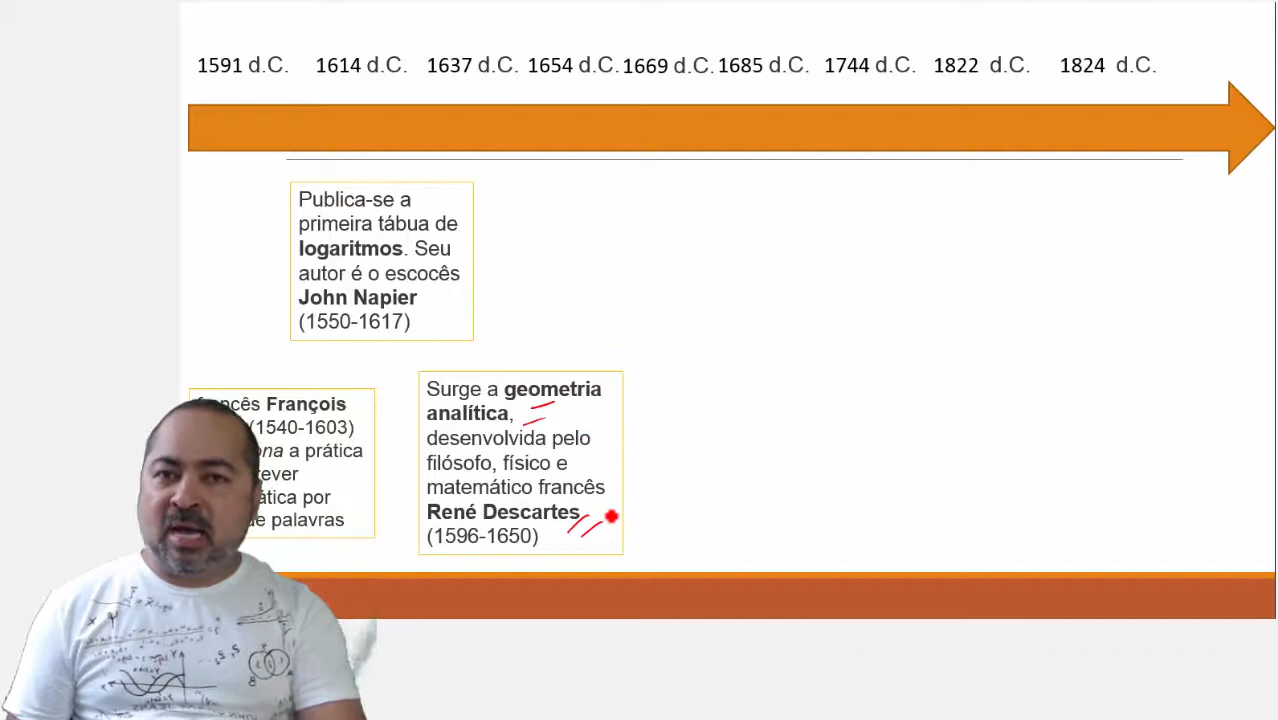 1591 d.C. 1614 d.C. 1637 d.C. 1654 d.C. 1669 d.C. 1685 d.C. 1744 d.C. 1822 d.C. 1824 d.C.
Publica-se a
primeira tábua de
logaritmos. Seu
autor é o escocês
John Napier
(1550-1617)
François
(1540-1603)
a prática
por
palavras
Surge a geometria
analítica,
desenvolvida pelo
filósofo, físico e
matemático francês
René Descartes
(1596-1650)